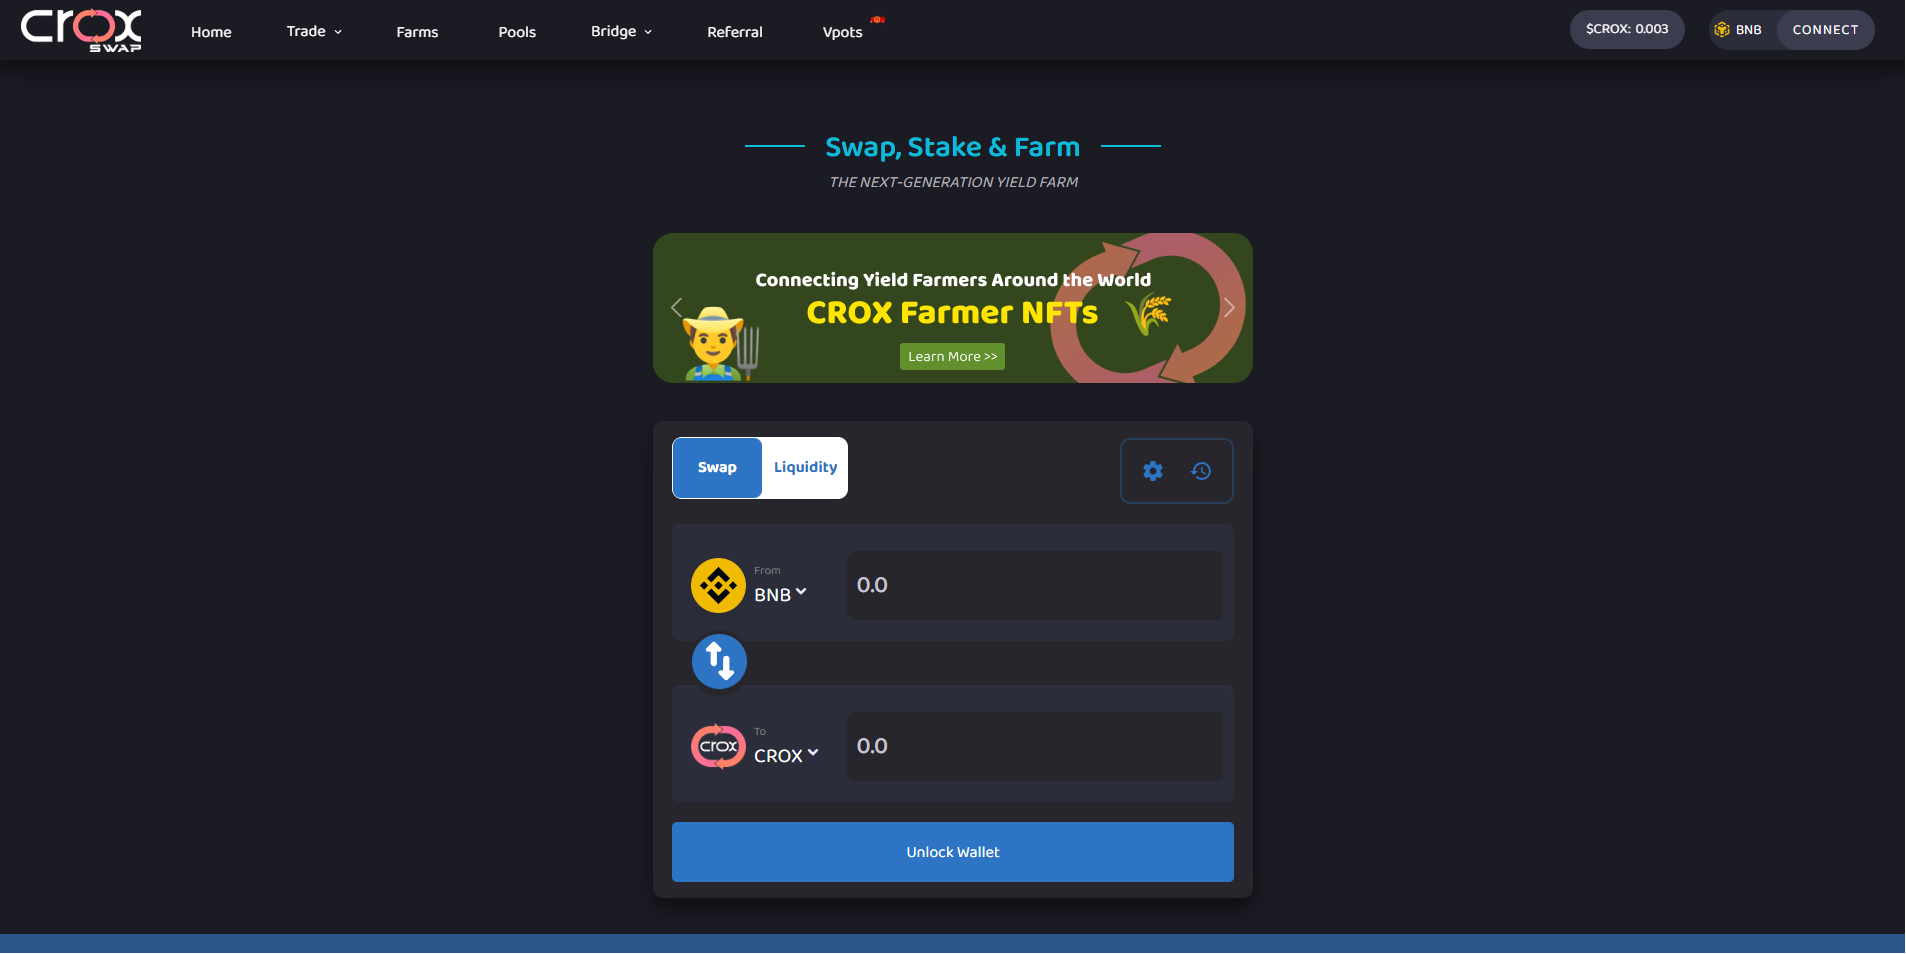 crox
SWAP
Home
Trade
Farms
Pools
Bridge
Referral
Vpots
$CROX: 0.003
BNB
CONNECT
Swap, Stake & Farm
THE NEXT-GENERATION YIELD FARM
Connecting Yield Farmers Around the World
CROX Farmer NFTs
Learn More >>
Swap
Liquidity
From
BNB
0.0
crox
To
CROX
0.0
Unlock Wallet